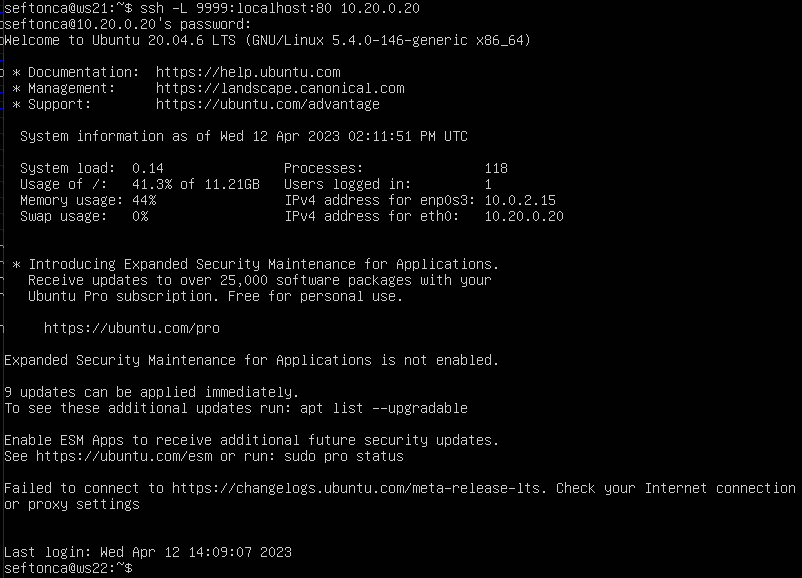 seftonca@ws21:~$ ssh -L 9999:localhost:80 10.20.0.20
seftonca@10.20.0.20's password:
Welcome to Ubuntu 20.04.6 LTS (GNU/Linux 5.4.0-146-generic x86_64)
* Documentation:  https://help.ubuntu.com
* Management:     https://landscape.canonical.com
* Support:        https://ubuntu.com/advantage
System information as of Wed 12 Apr 2023 02:11:51 PM UTC
System load:  0.14               Processes:               118
Usage of /:   41.3% of 11.21GB   Users logged in:         1
Memory usage: 44%                IPv4 address for enp0s3: 10.0.2.15
Swap usage:   0%                 IPv4 address for eth0:   10.20.0.20
* Introducing Expanded Security Maintenance for Applications.
Receive updates to over 25,000 software packages with your
Ubuntu Pro subscription. Free for personal use.
https://ubuntu.com/pro
Expanded Security Maintenance for Applications is not enabled.
9 updates can be applied immediately.
To see these additional updates run: apt list --upgradable
Enable ESM Apps to receive additional future security updates.
See https://ubuntu.com/esm or run: sudo pro status
Failed to connect to https://changelogs.ubuntu.com/meta-release-lts. Check your Internet connection
or proxy settings
Last login: Wed Apr 12 14:09:07 2023
seftonca@ws22:~$